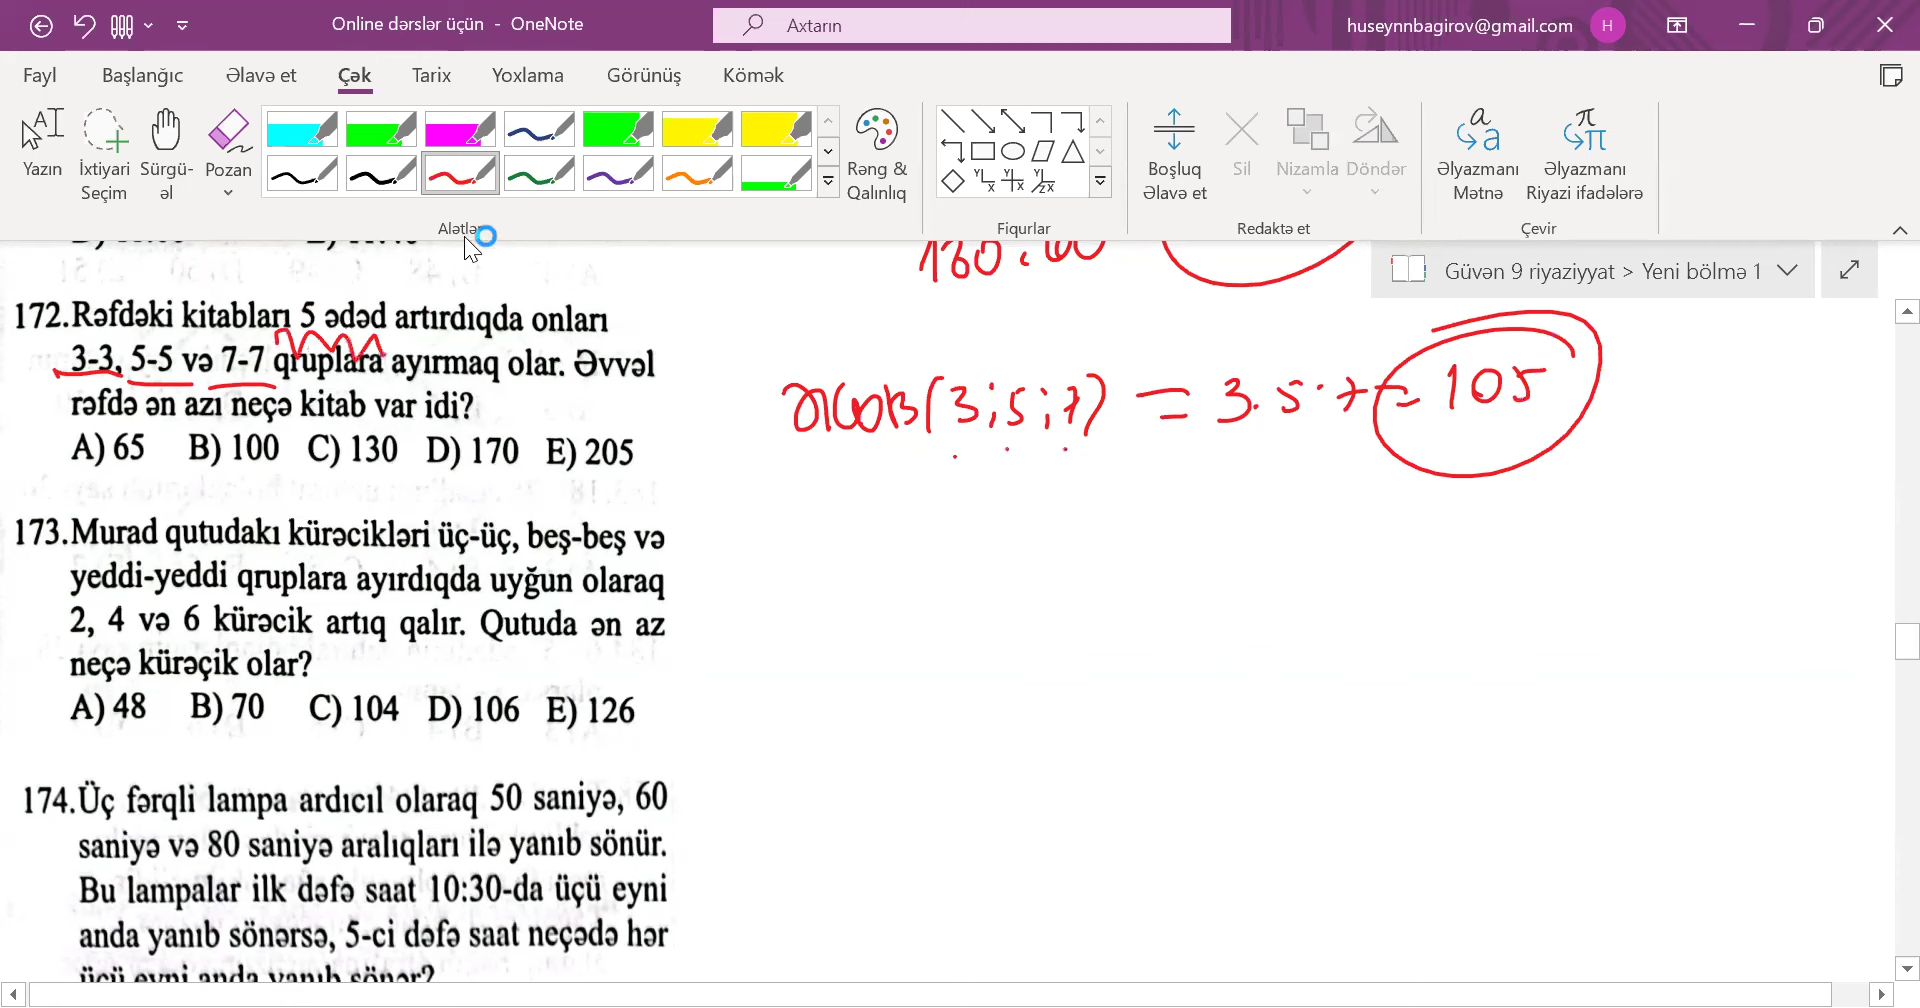 Online dərslər üçün - OneNote
Axtarın
huseynnbagirov@gmail.com
H
Fayl Başlanğıc Əlavə et Çək Tarix Yoxlama Görünüş Kömək
Yazın
İxtiyari Seçim
Sürgü-əl
Pozan
Rəng & Qalınlıq
Boşluq Əlavə et
Sil
Nizamla
Döndər
Əlyazmanı Mətnə
Əlyazmanı Riyazi ifadələrə
Alətlər
Fiqurlar
Redaktə et
Çevir
Güvən 9 riyaziyyat > Yeni bölmə 1
172.Rəfdəki kitabları 5 ədəd artırdıqda onları
3-3, 5-5 və 7-7 qruplara ayırmaq olar. Əvvəl
rəfdə ən azı neçə kitab var idi?
A) 65 B) 100 C) 130 D) 170 E) 205
(3;5;7) = 3.5.7 = 105
173.Murad qutudakı kürəcikləri üç-üç, beş-beş və
yeddi-yeddi qruplara ayırdıqda uyğun olaraq
2, 4 və 6 kürəcik artıq qalır. Qutuda ən az
neçə kürəçik olar?
A) 48 B) 70 C) 104 D) 106 E) 126
174.Üç fərqli lampa ardıcıl olaraq 50 saniyə, 60
saniyə və 80 saniyə aralıqları ilə yanıb sönür.
Bu lampalar ilk dəfə saat 10:30-da üçü eyni
anda yanıb sönərsə, 5-ci dəfə saat neçədə hər
üçü eyni anda yanıb sönər?